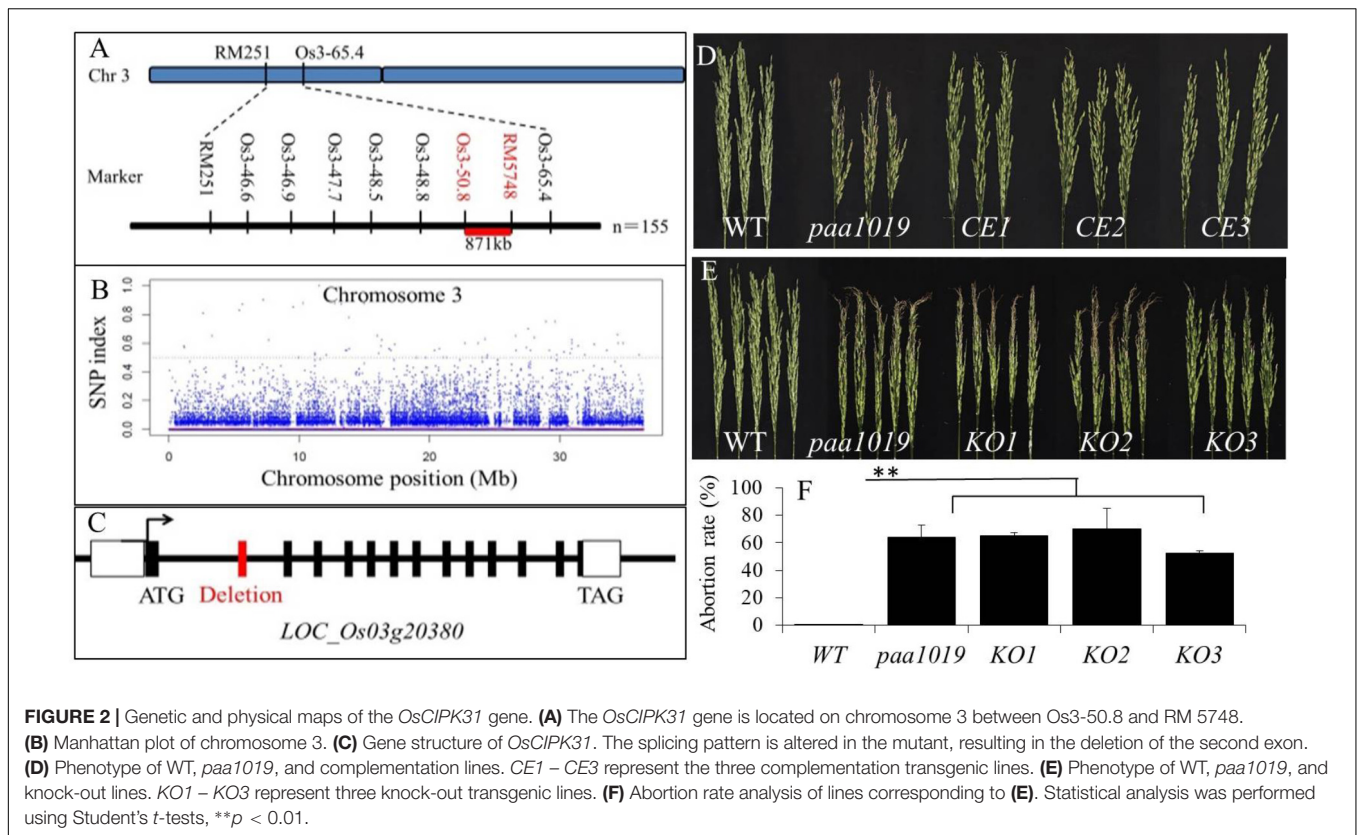 A
RM251 Os3-65.4
Chr 3
Marker
RM251
Os3-46.6
Os3-46.9
Os3-47.7
Os3-48.5
Os3-48.8
Os3-50.8
RM5748
Os3-65.4
n=155
871kb
B
Chromosome 3
SNP index
1.0
0.8
0.6
0.4
0.2
0.0
0 10 20 30
Chromosome position (Mb)
C
ATG Deletion TAG
LOC_Os03g20380
D
WT paa1019 CE1 CE2 CE3
E
WT paa1019 KO1 KO2 KO3
F
**
Abortion rate (%)
100
80
60
40
20
0
WT paa1019 KO1 KO2 KO3
FIGURE 2 | Genetic and physical maps of the OsCIPK31 gene. (A) The OsCIPK31 gene is located on chromosome 3 between Os3-50.8 and RM 5748.
(B) Manhattan plot of chromosome 3. (C) Gene structure of OsCIPK31. The splicing pattern is altered in the mutant, resulting in the deletion of the second exon.
(D) Phenotype of WT, paa1019, and complementation lines. CE1 – CE3 represent the three complementation transgenic lines. (E) Phenotype of WT, paa1019, and
knock-out lines. KO1 – KO3 represent three knock-out transgenic lines. (F) Abortion rate analysis of lines corresponding to (E). Statistical analysis was performed
using Student's t-tests, **p < 0.01.